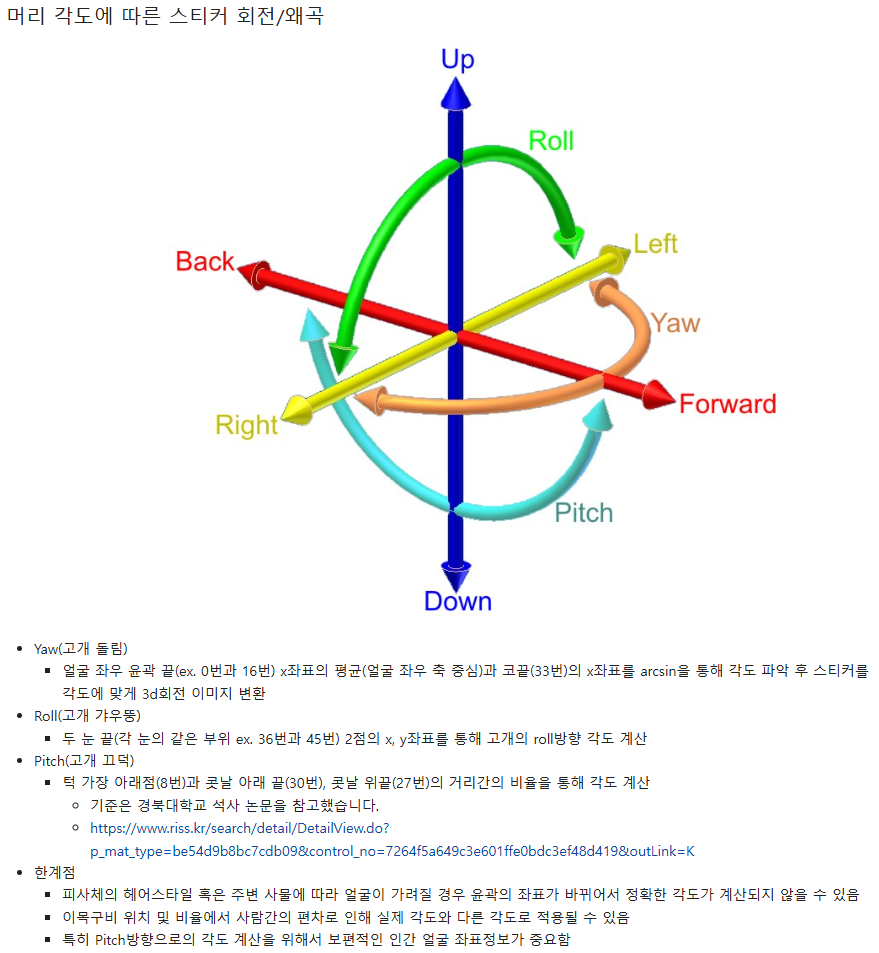 머리 각도에 따른 스티커 회전/왜곡
Up
Roll
Left
Back
Yaw
Forward
Right
Pitch
Down
• Yaw(고개 돌림)
▪ 얼굴 좌우 윤곽 끝(ex. 0번과 16번) x좌표의 평균(얼굴 좌우 축 중심)과 코끝(33번)의 x좌표를 arcsin을 통해 각도 파악 후 스티커를
각도에 맞게 3d회전 이미지 변환
• Roll(고개 갸우뚱)
▪ 두 눈 끝(각 눈의 같은 부위 ex. 36번과 45번) 2점의 x, y좌표를 통해 고개의 roll방향 각도 계산
• Pitch(고개 끄덕)
▪ 턱 가장 아래점(8번)과 콧날 아래 끝(30번), 콧날 위끝(27번)의 거리간의 비율을 통해 각도 계산
◦ 기준은 경북대학교 석사 논문을 참고했습니다.
◦ https://www.riss.kr/search/detail/DetailView.do?
p_mat_type=be54d9b8bc7cdb09&control_no=7264f5a649c3e601ffe0bdc3ef48d419&outLink=K
• 한계점
▪ 피사체의 헤어스타일 혹은 주변 사물에 따라 얼굴이 가려질 경우 윤곽의 좌표가 바뀌어서 정확한 각도가 계산되지 않을 수 있음
▪ 이목구비 위치 및 비율에서 사람간의 편차로 인해 실제 각도와 다른 각도로 적용될 수 있음
▪ 특히 Pitch방향으로의 각도 계산을 위해서 보편적인 인간 얼굴 좌표정보가 중요함